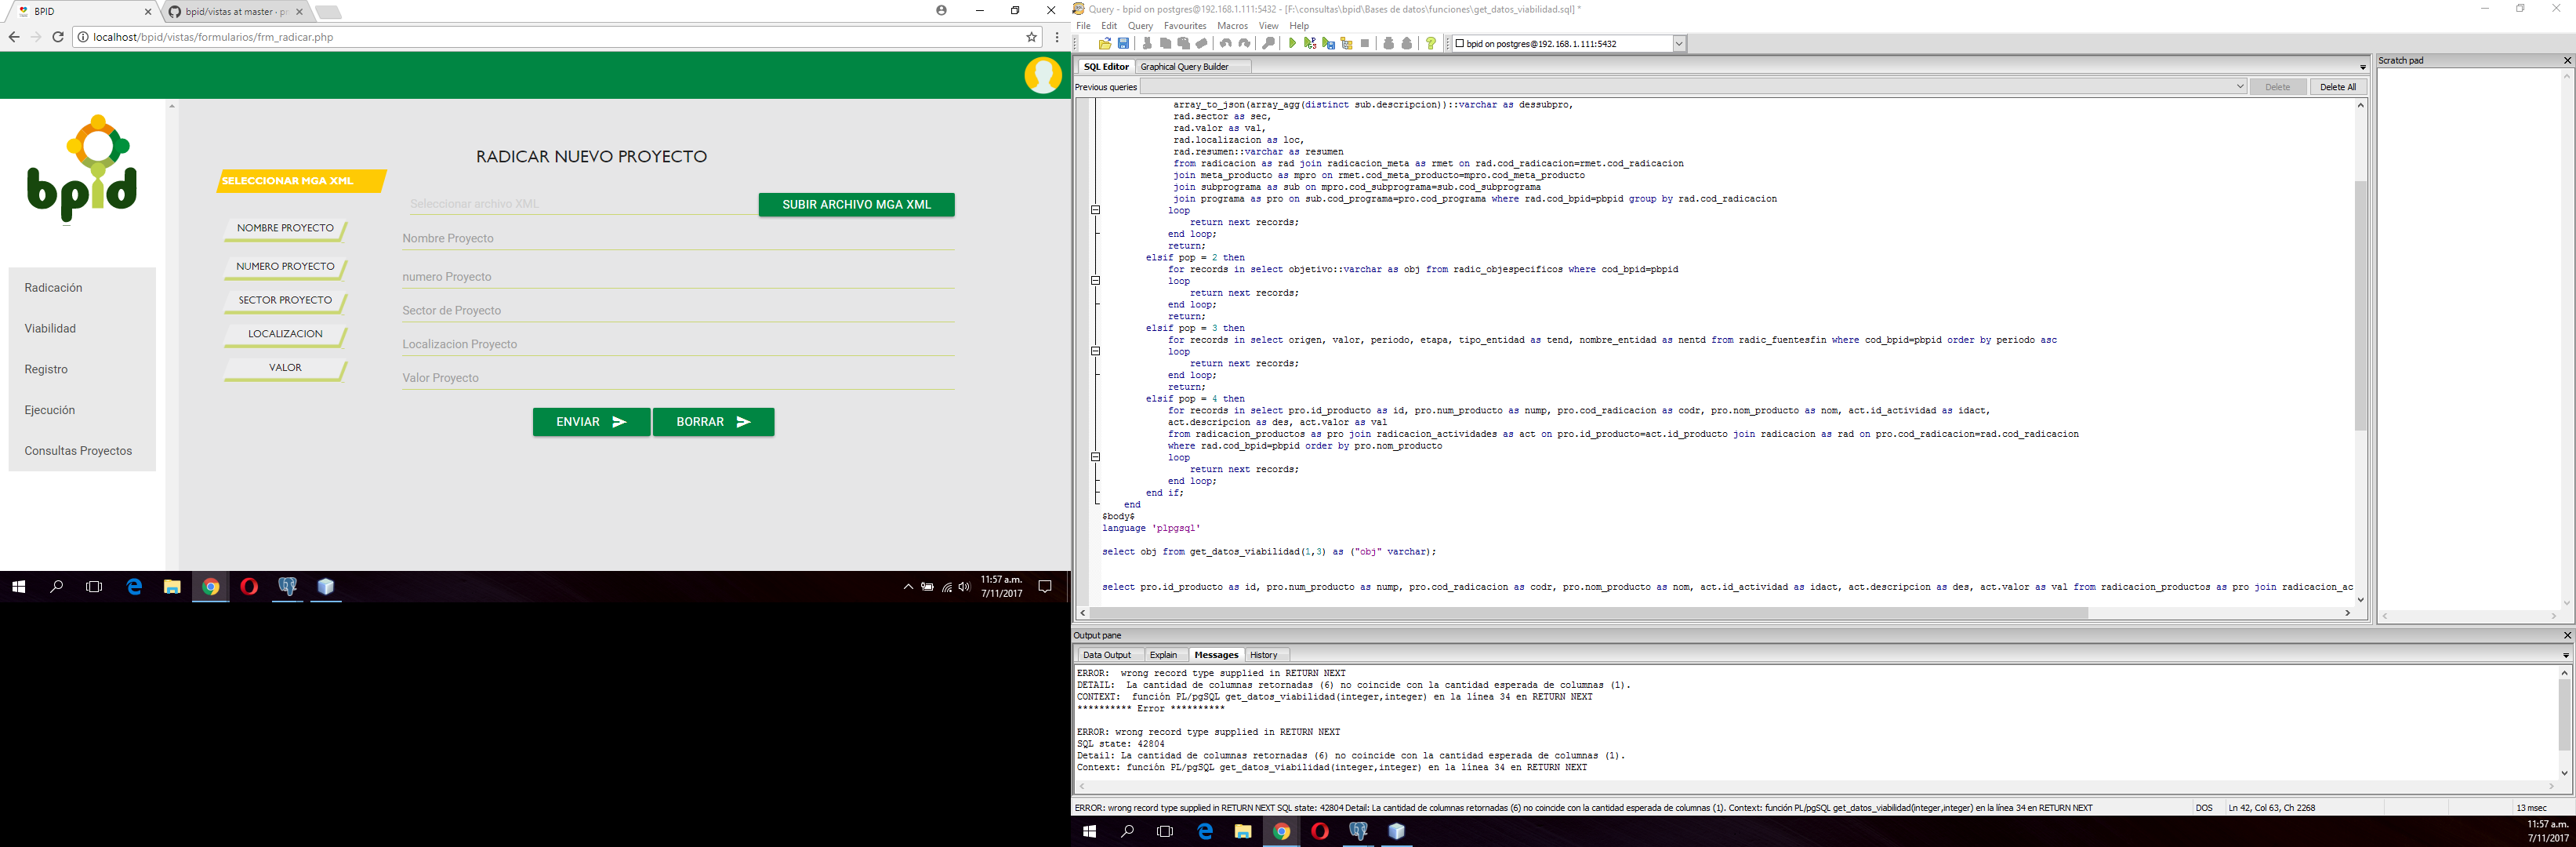 BPID
bpid/vistas at master · pr
localhost/bpid/vistas/formularios/frm_radicar.php
bpid
Radicación
Viabilidad
Registro
Ejecución
Consultas Proyectos
RADICAR NUEVO PROYECTO
SELECCIONAR MGA XML
Seleccionar archivo XML
SUBIR ARCHIVO MGA XML
NOMBRE PROYECTO
Nombre Proyecto
NUMERO PROYECTO
numero Proyecto
SECTOR PROYECTO
Sector de Proyecto
LOCALIZACION
Localizacion Proyecto
VALOR
Valor Proyecto
ENVIAR
BORRAR
11:57 a.m.
7/11/2017
Query - bpid on postgres@192.168.1.111:5432 - [F:\consultas\bpid\Bases de datos\funciones\get_datos_viabilidad.sql] *
File Edit Query Favourites Macros View Help
bpid on postgres@192.168.1.111:5432
SQL Editor Graphical Query Builder
Previous queries
Delete Delete All
array_to_json(array_agg(distinct sub.descripcion))::varchar as dessubpro,
rad.sector as sec,
rad.valor as val,
rad.localizacion as loc,
rad.resumen::varchar as resumen
from radicacion as rad join radicacion_meta as rmet on rad.cod_radicacion=rmet.cod_radicacion
join meta_producto as mpro on rmet.cod_meta_producto=mpro.cod_meta_producto
join subprograma as sub on mpro.cod_subprograma=sub.cod_subprograma
join programa as pro on sub.cod_programa=pro.cod_programa where rad.cod_bpid=pbpid group by rad.cod_radicacion
loop
return next records;
end loop;
return;
elsif pop = 2 then
for records in select objetivo::varchar as obj from radic_objespecificos where cod_bpid=pbpid
loop
return next records;
end loop;
return;
elsif pop = 3 then
for records in select origen, valor, periodo, etapa, tipo_entidad as tend, nombre_entidad as nentd from radic_fuentesfin where cod_bpid=pbpid order by periodo asc
loop
return next records;
end loop;
return;
elsif pop = 4 then
for records in select pro.id_producto as id, pro.num_producto as nump, pro.cod_radicacion as codr, pro.nom_producto as nom, act.id_actividad as idact,
act.descripcion as des, act.valor as val
from radicacion_productos as pro join radicacion_actividades as act on pro.id_producto=act.id_producto join radicacion as rad on pro.cod_radicacion=rad.cod_radicacion
where rad.cod_bpid=pbpid order by pro.nom_producto
loop
return next records;
end loop;
end if;
end
$body$
language 'plpgsql'
select obj from get_datos_viabilidad(1,3) as ("obj" varchar);
select pro.id_producto as id, pro.num_producto as nump, pro.cod_radicacion as codr, pro.nom_producto as nom, act.id_actividad as idact, act.descripcion as des, act.valor as val from radicacion_productos as pro join radicacion_ac
Scratch pad
Output pane
Data Output Explain Messages History
ERROR:  wrong record type supplied in RETURN NEXT
DETAIL:  La cantidad de columnas retornadas (6) no coincide con la cantidad esperada de columnas (1).
CONTEXT:  función PL/pgSQL get_datos_viabilidad(integer,integer) en la línea 34 en RETURN NEXT
********** Error **********
ERROR: wrong record type supplied in RETURN NEXT
SQL state: 42804
Detail: La cantidad de columnas retornadas (6) no coincide con la cantidad esperada de columnas (1).
Context: función PL/pgSQL get_datos_viabilidad(integer,integer) en la línea 34 en RETURN NEXT
ERROR: wrong record type supplied in RETURN NEXT SQL state: 42804 Detail: La cantidad de columnas retornadas (6) no coincide con la cantidad esperada de columnas (1). Context: función PL/pgSQL get_datos_viabilidad(integer,integer) en la línea 34 en RETURN NEXT
DOS
Ln 42, Col 63, Ch 2268
13 msec
11:57 a.m.
7/11/2017